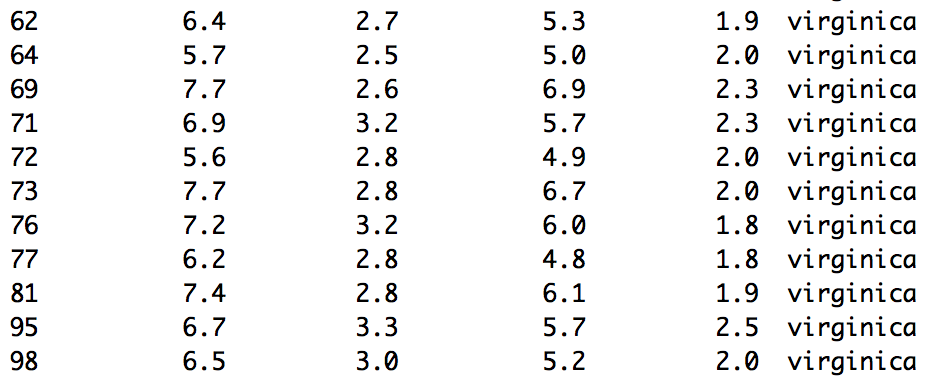 62 6.4 2.7 5.3 1.9 virginica
64 5.7 2.5 5.0 2.0 virginica
69 7.7 2.6 6.9 2.3 virginica
71 6.9 3.2 5.7 2.3 virginica
72 5.6 2.8 4.9 2.0 virginica
73 7.7 2.8 6.7 2.0 virginica
76 7.2 3.2 6.0 1.8 virginica
77 6.2 2.8 4.8 1.8 virginica
81 7.4 2.8 6.1 1.9 virginica
95 6.7 3.3 5.7 2.5 virginica
98 6.5 3.0 5.2 2.0 virginica